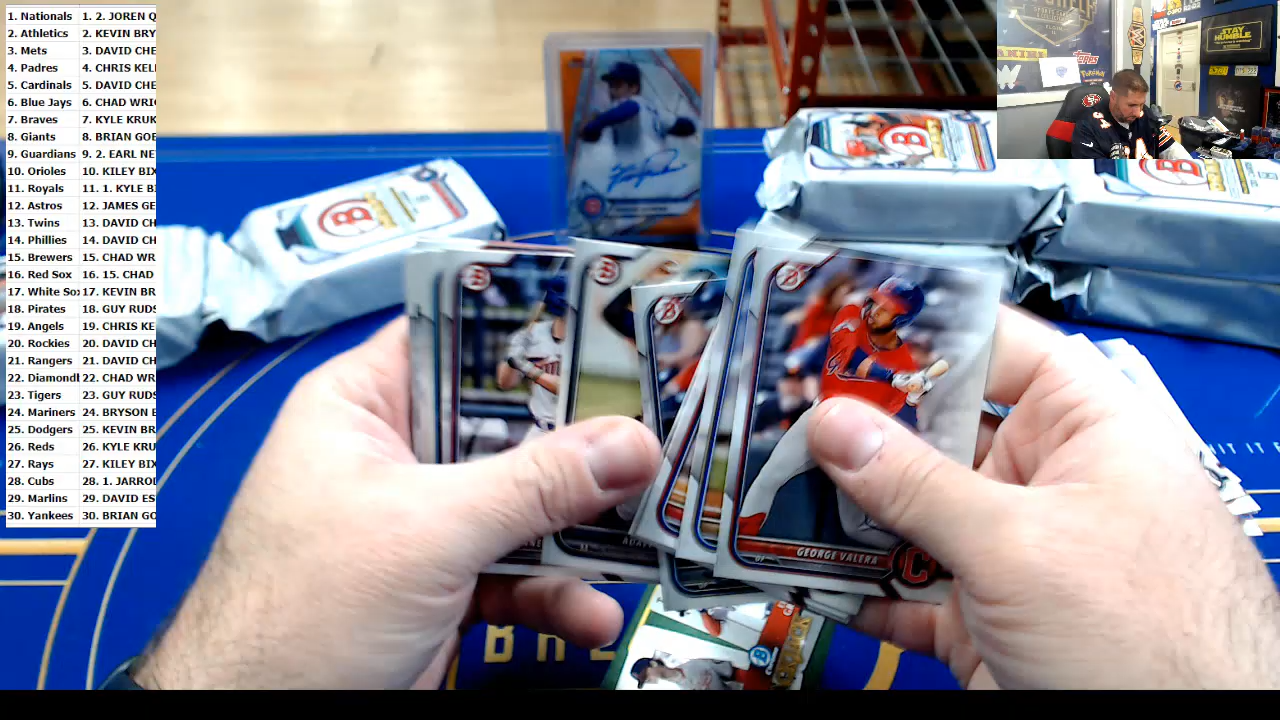 1. Nationals 1. 2. JOREN Q
2. Athletics 2. KEVIN BRY
3. Mets 3. DAVID CHE
4. Padres 4. CHRIS KELI
5. Cardinals 5. DAVID CHE
6. Blue Jays 6. CHAD WRI
7. Braves 7. KYLE KRUK
8. Giants 8. BRIAN GOE
9. Guardians 9. 2. EARL NE
10. Orioles 10. KILEY BIX
11. Royals 11. 1. KYLE B
12. Astros 12. JAMES GE
13. Twins 13. DAVID CH
14. Phillies 14. DAVID CH
15. Brewers 15. CHAD WR
16. Red Sox 16. 15. CHAD
17. White Sox 17. KEVIN BR
18. Pirates 18. GUY RUDS
19. Angels 19. CHRIS KE
20. Rockies 20. DAVID CH
21. Rangers 21. DAVID CH
22. Diamond 22. CHAD WR
23. Tigers 23. GUY RUDS
24. Mariners 24. BRYSON E
25. Dodgers 25. KEVIN BR
26. Reds 26. KYLE KRU
27. Rays 27. KILEY BIX
28. Cubs 28. 1. JARROD
29. Marlins 29. DAVID ES
30. Yankees 30. BRIAN GO
STAY
HUMBLE
topps
GEORGE VALERA
OF
C
BRE